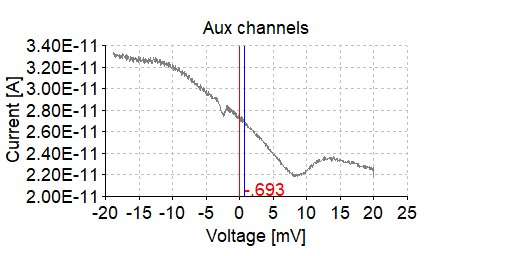 Aux channels
3.40E-11
3.20E-11
3.00E-11
2.80E-11
2.60E-11
2.40E-11
2.20E-11
2.00E-11
Current [A]
-.693
-20 -15 -10 -5 0 5 10 15 20 25
Voltage [mV]